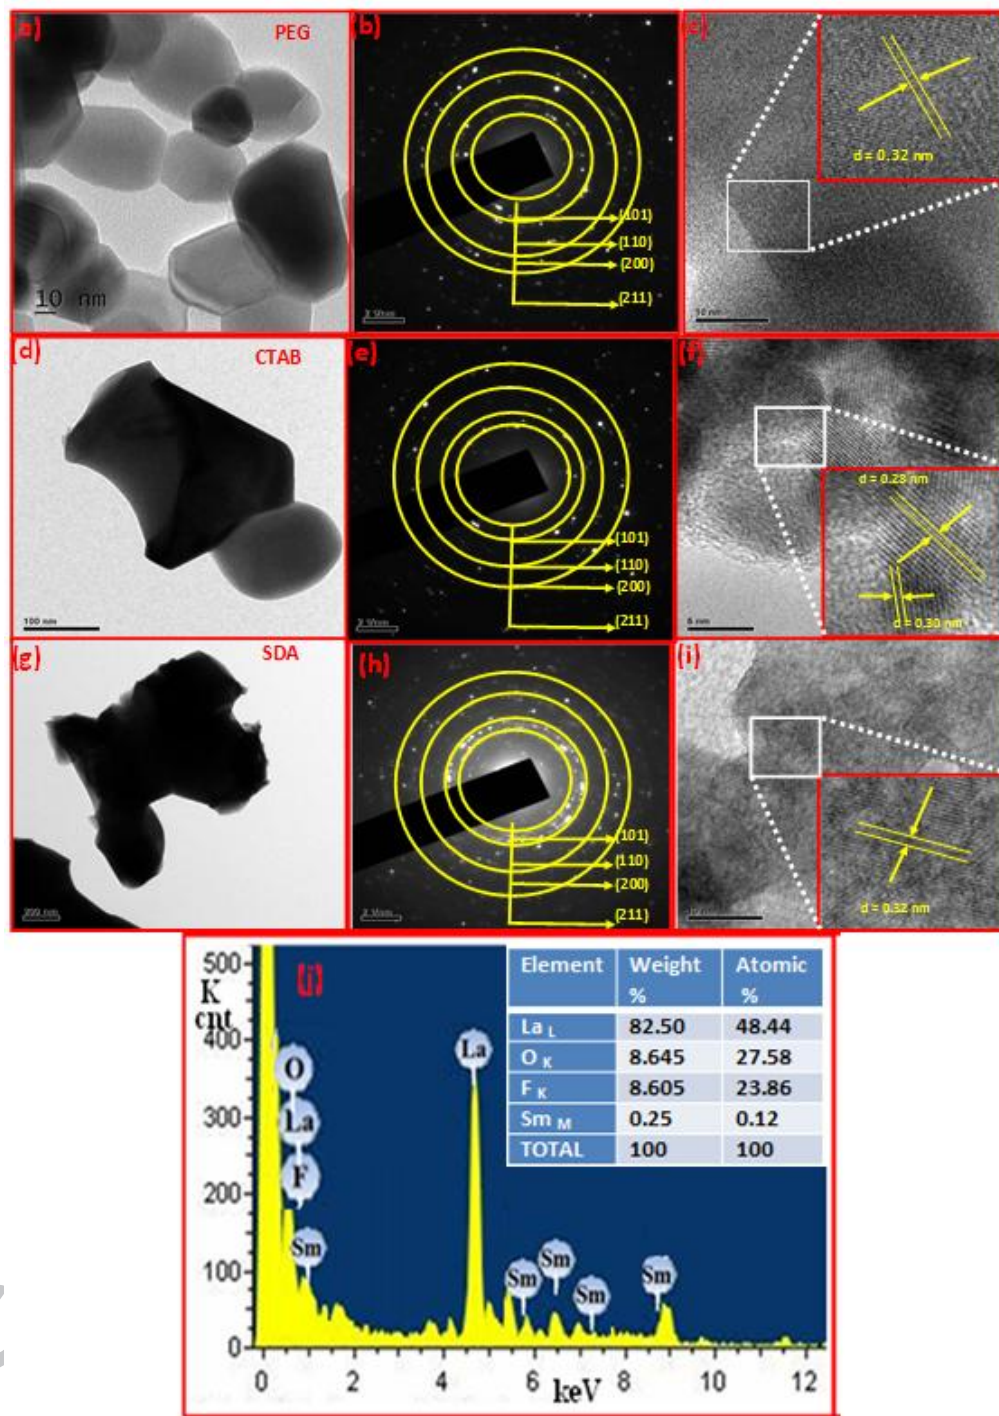 (a)
PEG
10 nm
(b)
(101)
(110)
(200)
(211)
(c)
d = 0.32 nm
10 nm
(d)
CTAB
100 nm
(e)
(101)
(110)
(200)
(211)
(f)
d = 0.28 nm
d = 0.30 nm
(g)
SDA
200 nm
(h)
(101)
(110)
(200)
(211)
(i)
d = 0.32 nm
(j)
500
K
cnt
400
300
200
100
0
O
La
F
Sm
La
Sm
Sm
Sm
Sm
0 2 4 6 8 10 12
keV
Element Weight % Atomic %
La L 82.50 48.44
O K 8.645 27.58
F K 8.605 23.86
Sm M 0.25 0.12
TOTAL 100 100